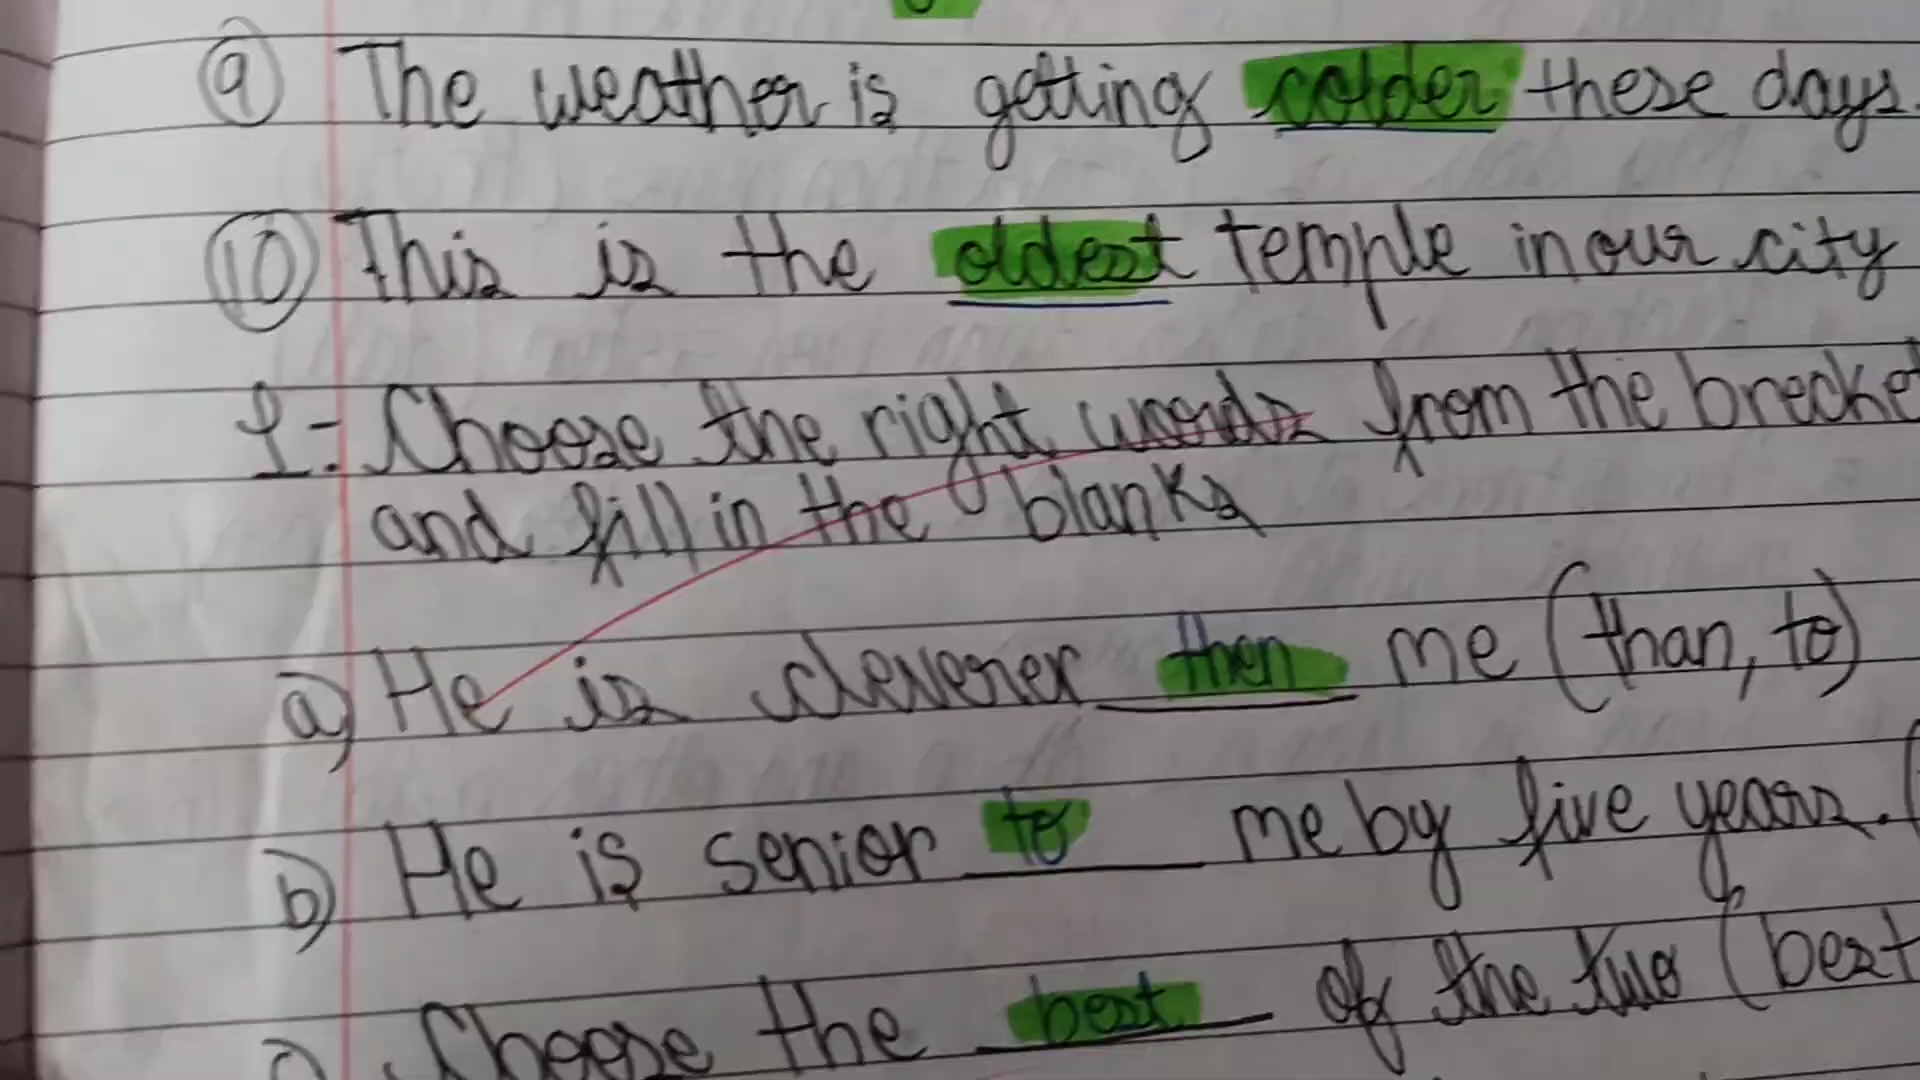 9 The weather is getting colder these days.
10 This is the oldest temple in our city
I- Choose the right words from the brecket
and fill in the blanks
a) He is cleverer then me (than, to)
b) He is senior to me by five years. (
c) Choose the best of the two (best